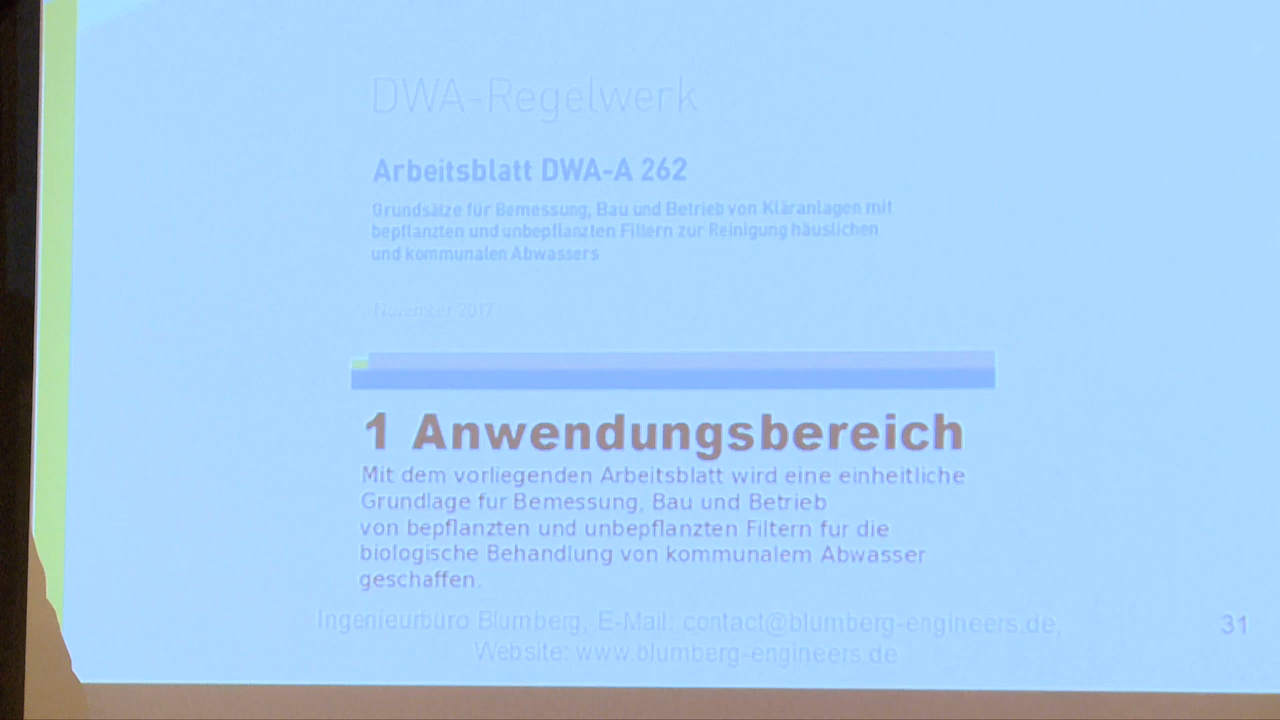 DWA-Regelwerk
Arbeitsblatt DWA-A 262
Grundsätze für Bemessung, Bau und Betrieb von Kläranlagen mit
bepflanzten und unbepflanzten Filtern zur Reinigung häuslichen
und kommunalen Abwassers
November 2017
1 Anwendungsbereich
Mit dem vorliegenden Arbeitsblatt wird eine einheitliche
Grundlage fur Bemessung, Bau und Betrieb
von bepflanzten und unbepflanzten Filtern fur die
biologische Behandlung von kommunalem Abwasser
geschaffen.
Ingenieurbüro Blumberg, E-Mail: contact@blumberg-engineers.de,
Website: www.blumberg-engineers.de
31